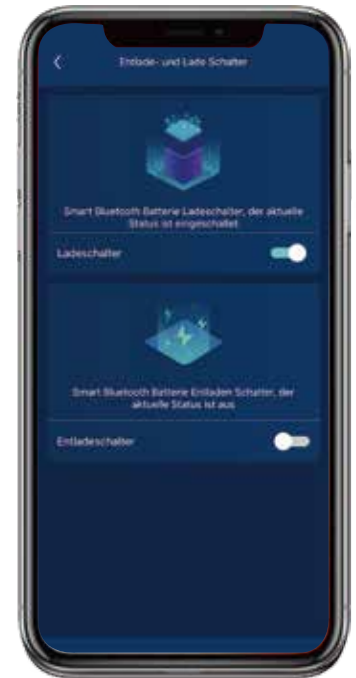 Entlade- und Lade Schalter
Smart Bluetooth Batterie Ladeschalter, der aktuelle
Status ist eingeschaltet
Ladeschalter
Smart Bluetooth Batterie Entladen Schalter, der
aktuelle Status ist aus
Entladeschalter